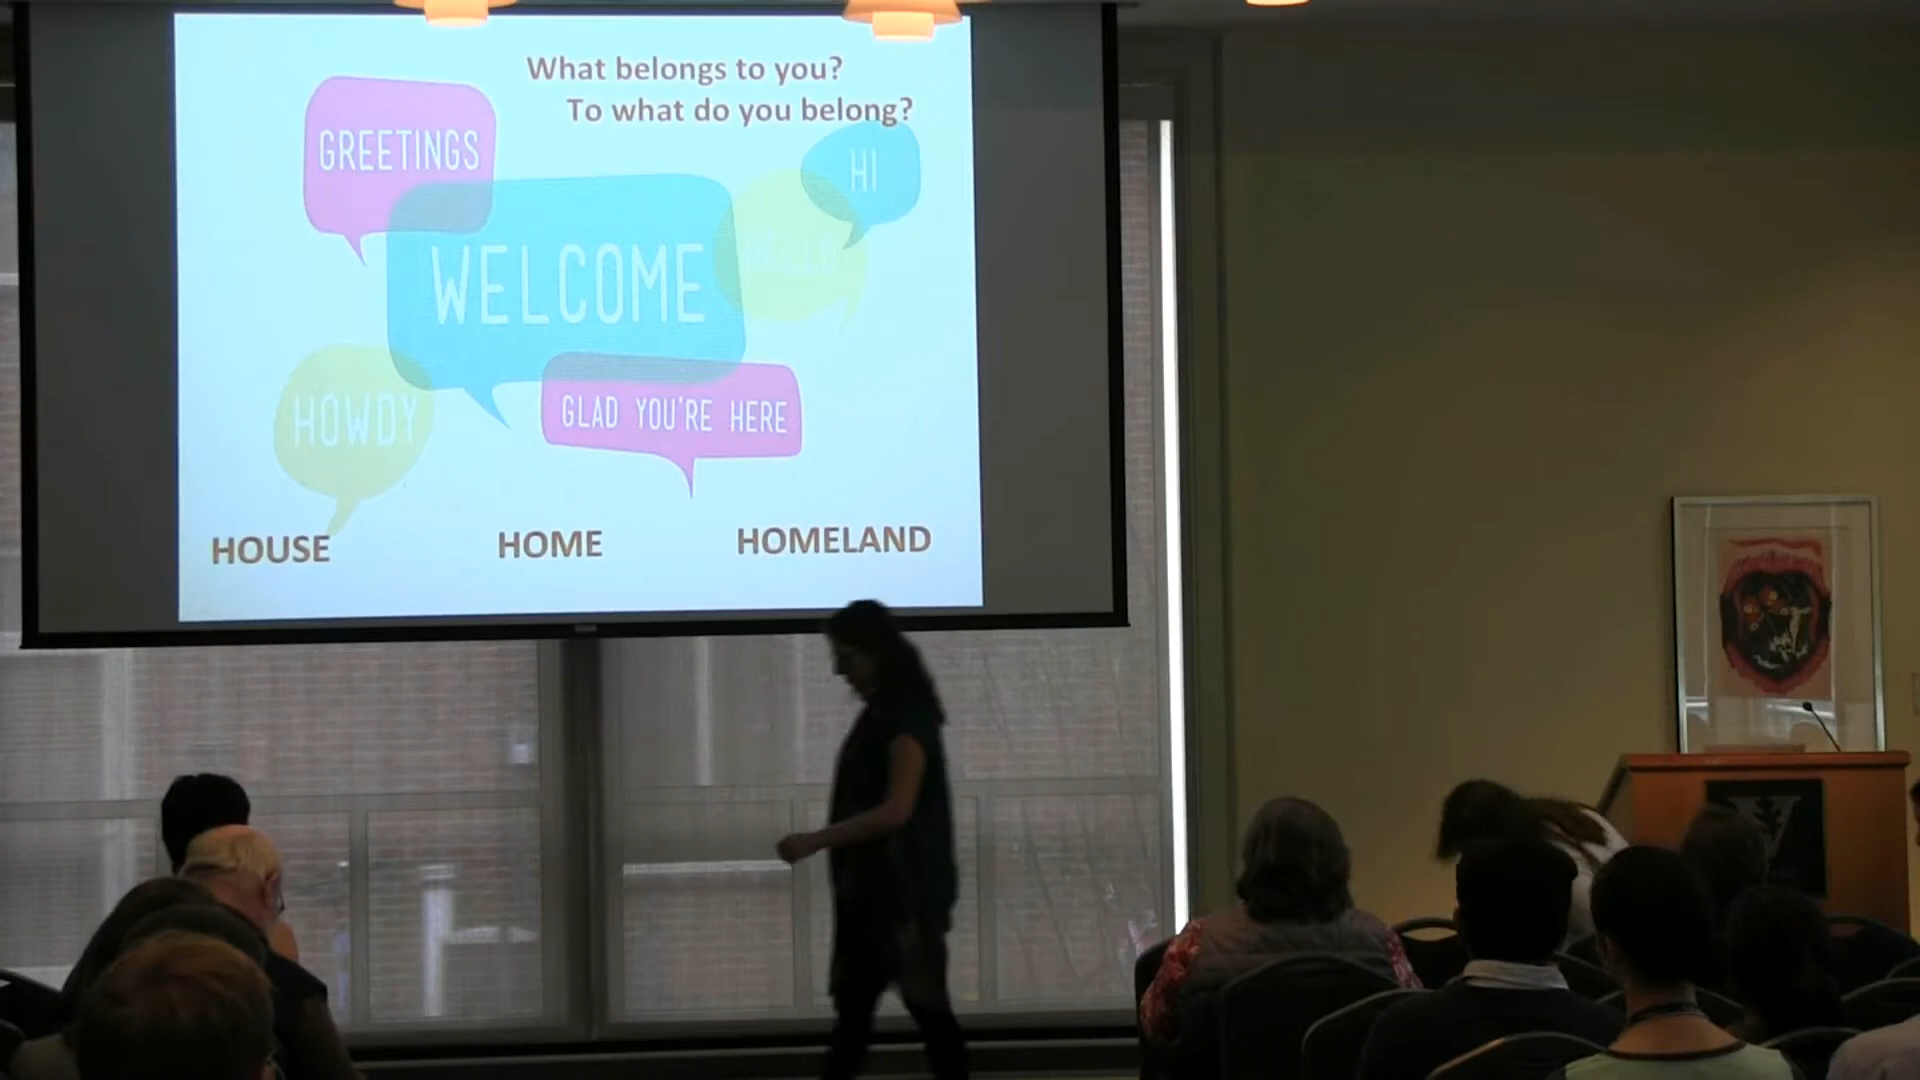 What belongs to you?
To what do you belong?
GREETINGS
HI
HELLO
WELCOME
HOWDY
GLAD YOU'RE HERE
HOUSE HOME HOMELAND
V